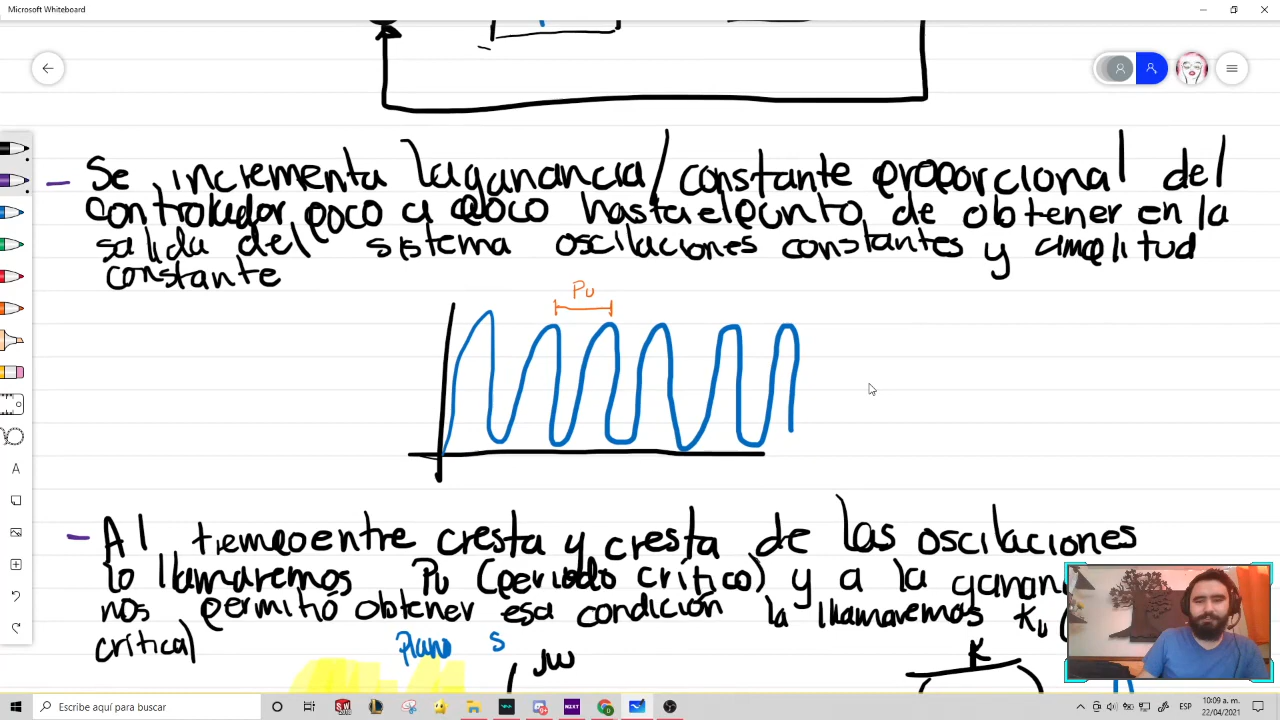 Microsoft Whiteboard
- Se incrementa la ganancia/constante proporcional del
controlador poco a poco hasta el punto de obtener en la
salida del sistema oscilaciones constantes y amplitud
constante
Pu
- Al tiempo entre cresta y cresta de las oscilaciones
lo llamaremos Pu (periodo crítico) y a la
nos permitió obtener esa condición la llamaremos Ku (
crítica)
Plano s
jw
K
Escribe aquí para buscar
ESP
10:09 a. m.
22/04/2021